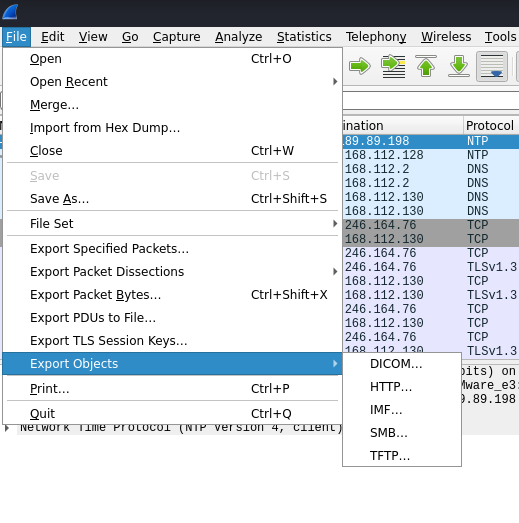 File Edit View Go Capture Analyze Statistics Telephony Wireless Tools
Open Ctrl+O
Open Recent
Merge...
Import from Hex Dump...
Close Ctrl+W
Save Ctrl+S
Save As... Ctrl+Shift+S
File Set
Export Specified Packets...
Export Packet Dissections
Export Packet Bytes... Ctrl+Shift+X
Export PDUs to File...
Export TLS Session Keys...
Export Objects
Print... Ctrl+P
Quit Ctrl+Q
DICOM...
HTTP...
IMF...
SMB...
TFTP...
ination Protocol
89.89.198 NTP
168.112.128 NTP
168.112.2 DNS
168.112.2 DNS
168.112.130 DNS
168.112.130 DNS
246.164.76 TCP
168.112.130 TCP
246.164.76 TCP
246.164.76 TLSv1.3
168.112.130 TCP
168.112.130 TLSv1.3
246.164.76 TCP
168.112.130 TCP
246.164.76 TCP
168.112.130 TLSv1.3
bits) on
Mware_e3:
9.89.198
Network Time Protocol (NTP Version 4, client)